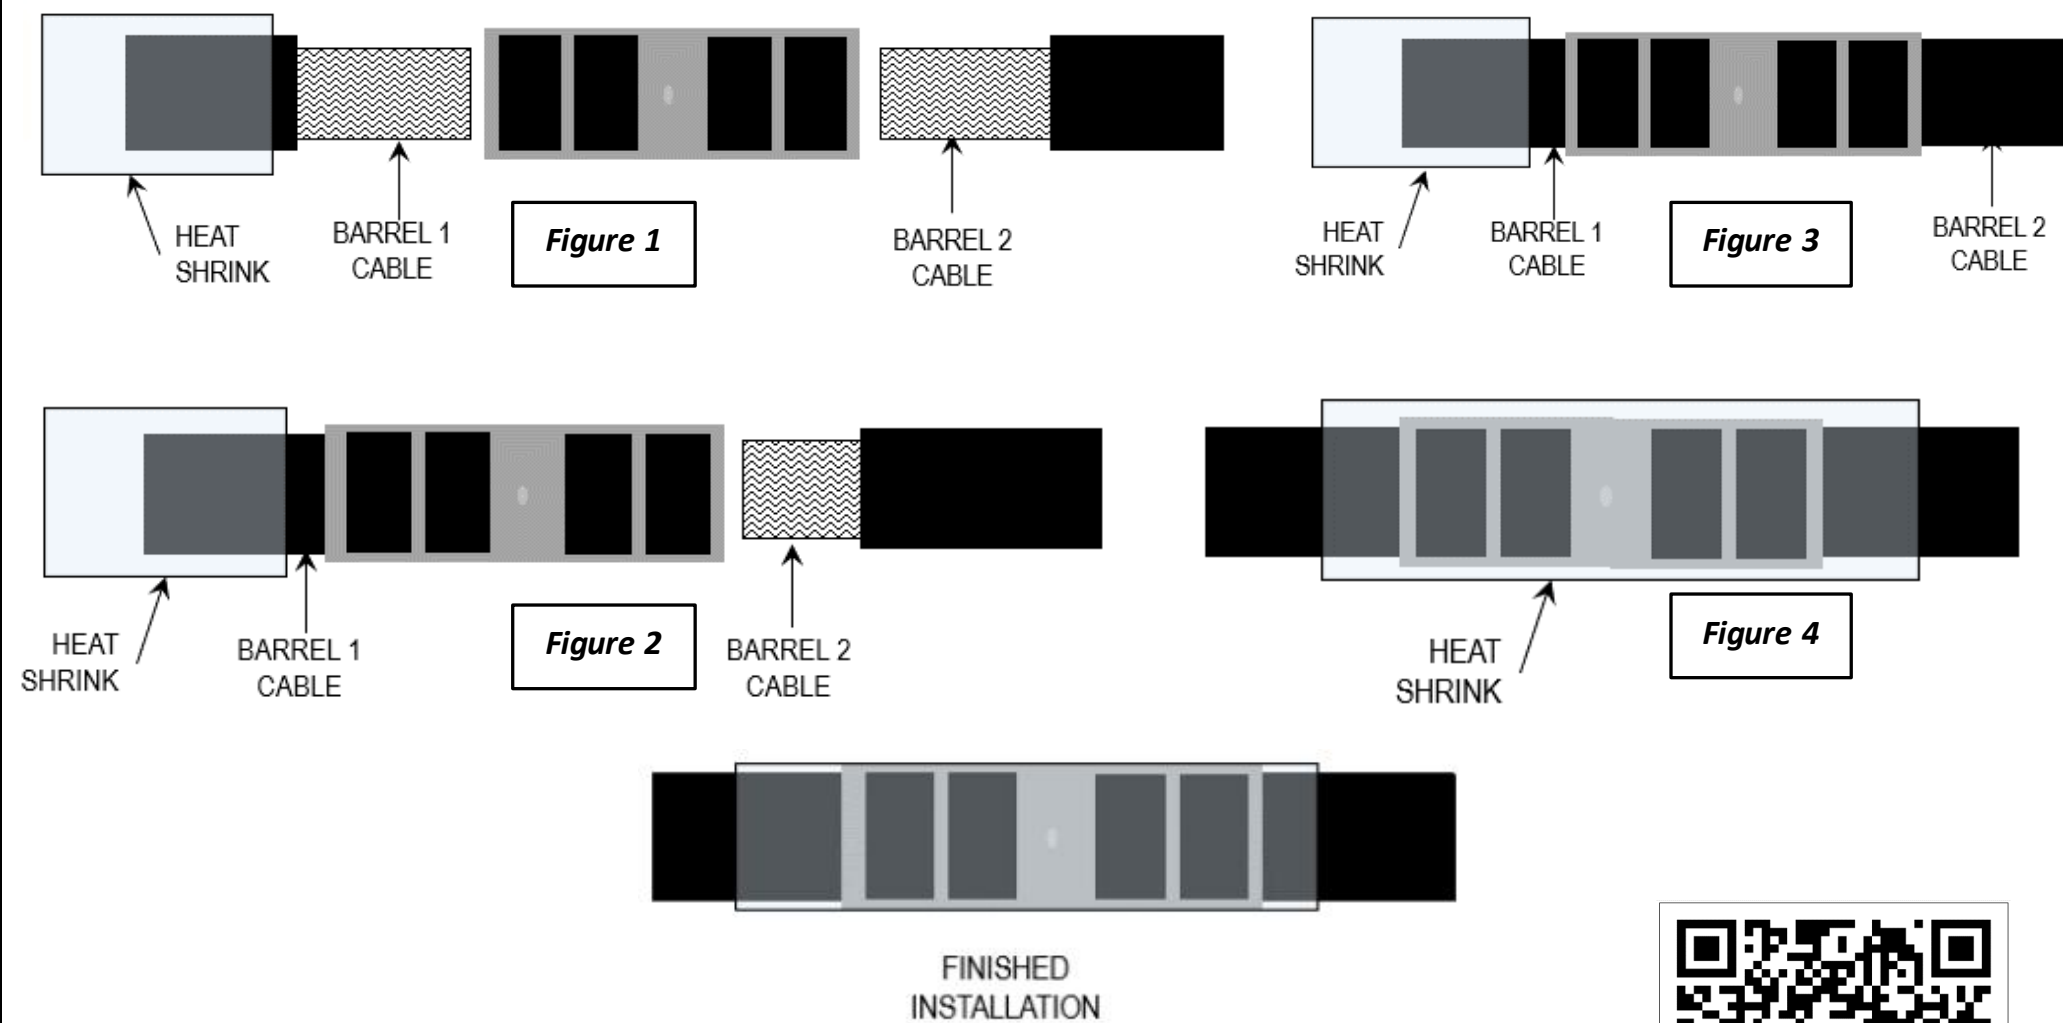 HEAT
SHRINK
BARREL 1
CABLE
Figure 1
BARREL 2
CABLE
HEAT
SHRINK
BARREL 1
CABLE
Figure 3
BARREL 2
CABLE
HEAT
SHRINK
BARREL 1
CABLE
Figure 2
BARREL 2
CABLE
HEAT
SHRINK
Figure 4
FINISHED
INSTALLATION